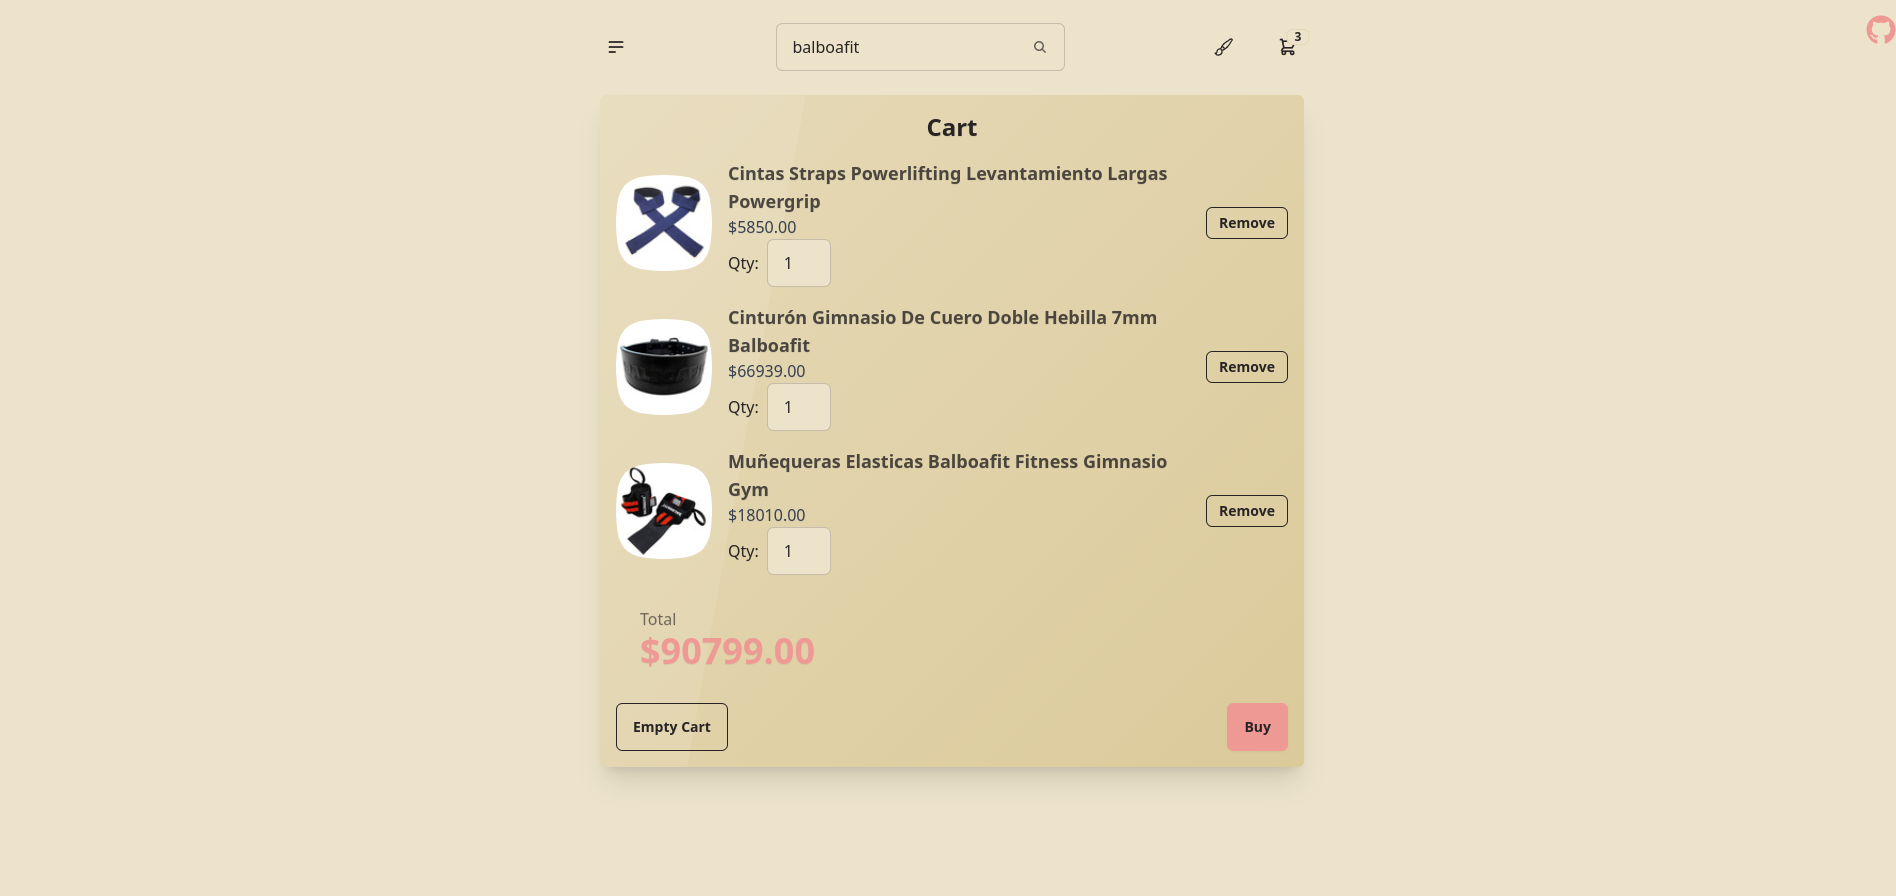 balboafit
3
Cart
Cintas Straps Powerlifting Levantamiento Largas
Powergrip
$5850.00
Qty: 1
Remove
Cinturón Gimnasio De Cuero Doble Hebilla 7mm
Balboafit
$66939.00
Qty: 1
Remove
Muñequeras Elasticas Balboafit Fitness Gimnasio
Gym
$18010.00
Qty: 1
Remove
Total
$90799.00
Empty Cart
Buy